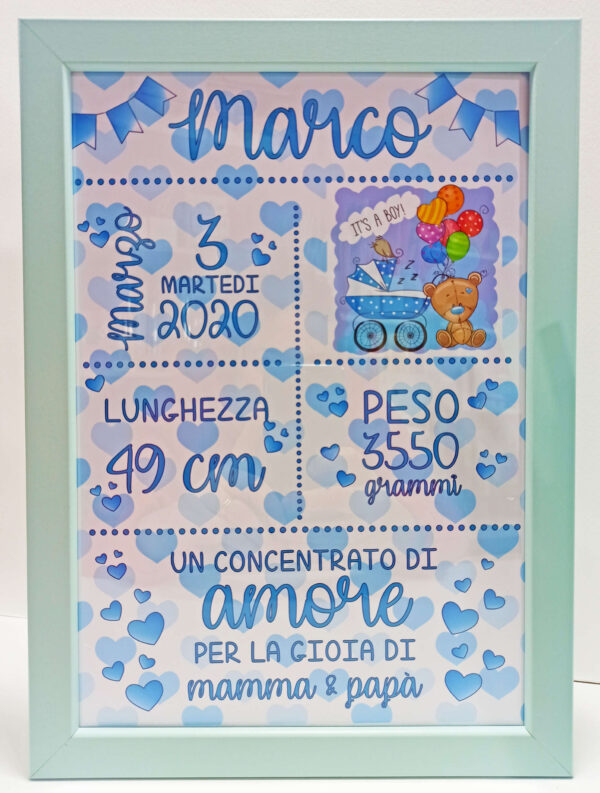 Marco
marzo
3
MARTEDI
2020
IT'S A BOY!
z z z z
LUNGHEZZA
49 cm
PESO
3550
grammi
UN CONCENTRATO DI
amore
PER LA GIOIA DI
mamma & papà